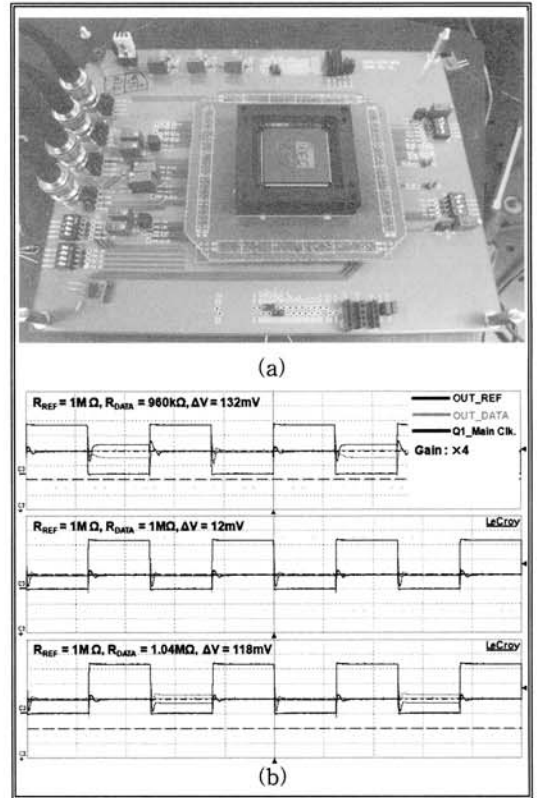 (a)
R_REF = 1MΩ, R_DATA = 960kΩ, ΔV = 132mV
OUT_REF
OUT_DATA
Q1_Main Clk.
Gain : ×4
R_REF = 1MΩ, R_DATA = 1MΩ, ΔV = 12mV
LeCroy
R_REF = 1MΩ, R_DATA = 1.04MΩ, ΔV = 118mV
LeCroy
(b)